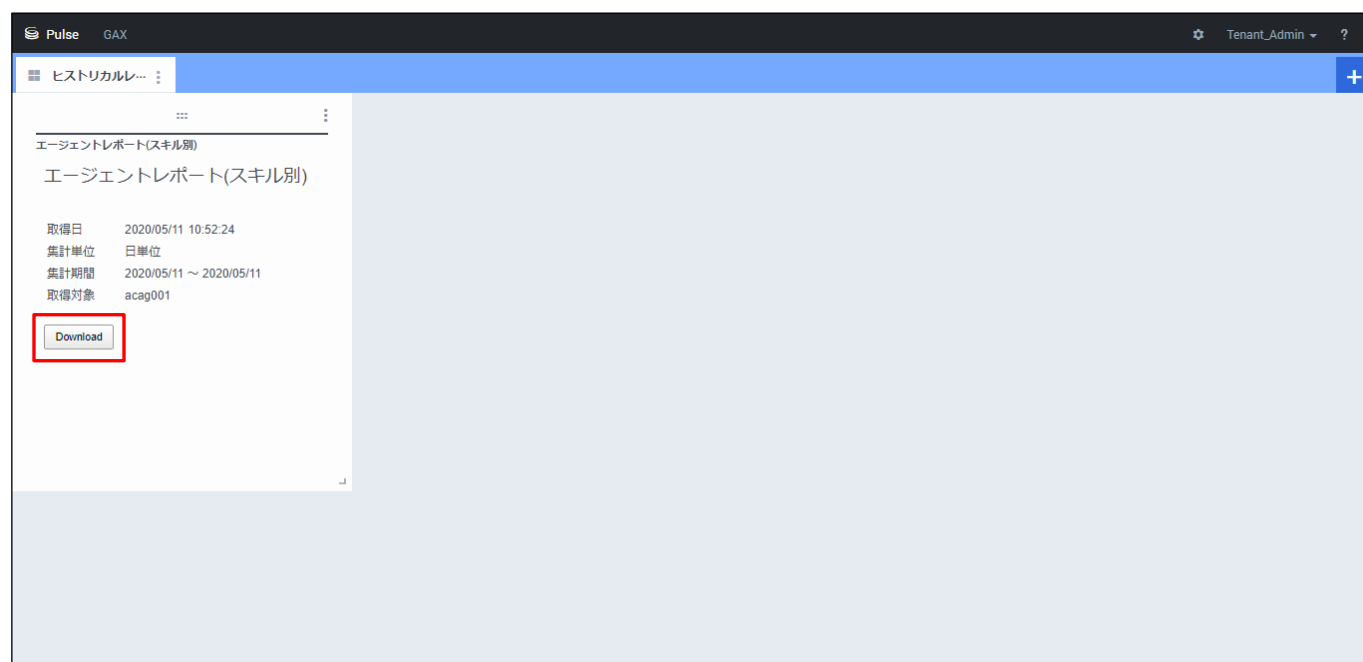 Pulse GAX Tenant_Admin ?
ヒストリカルレ… +
エージェントレポート(スキル別)
エージェントレポート(スキル別)
取得日 2020/05/11 10:52:24
集計単位 日単位
集計期間 2020/05/11 ～ 2020/05/11
取得対象 acag001
Download